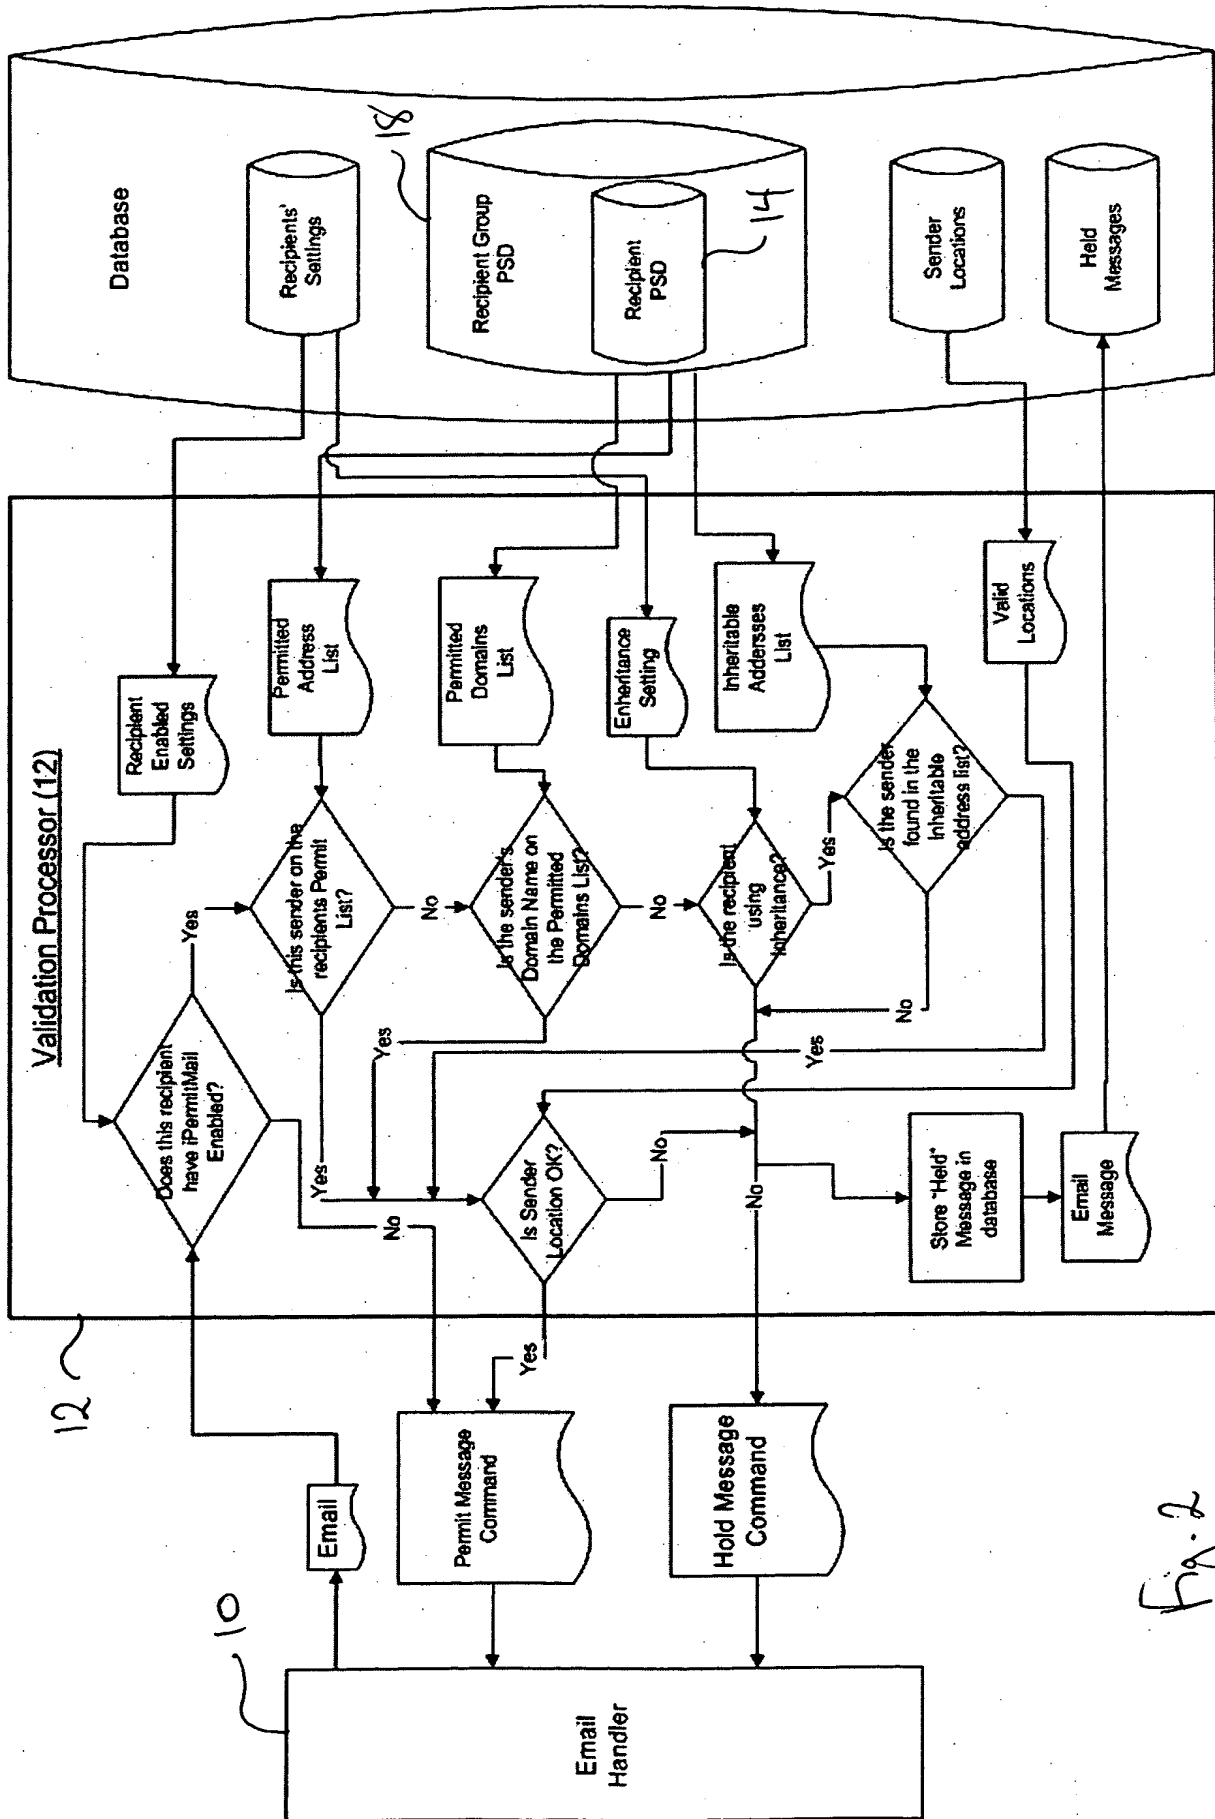 Validation Processor (12)
Database
12
10
18
14
Email
Handler
Email
Permit Message
Command
Hold Message
Command
Does this recipient
have iPermitMail
Enabled?
Yes
No
Recipient
Enabled
Settings
Is this sender on the
recipients Permit
List?
Yes
No
Permitted
Address
List
Is the sender's
Domain Name on
the Permitted
Domains List?
Yes
No
Permitted
Domains
List
Is the recipient
using
Inheritance?
Yes
Enheritance
Setting
Inheritable
Addersses
List
Is the sender
found in the
Inheritable
address list?
No
Yes
Is Sender
Location OK?
Yes
No
No
Valid
Locations
Store "Held"
Message in
database
Email
Message
Recipients'
Settings
Recipient Group
PSD
Recipient
PSD
Sender
Locations
Held
Messages
Fig. 2